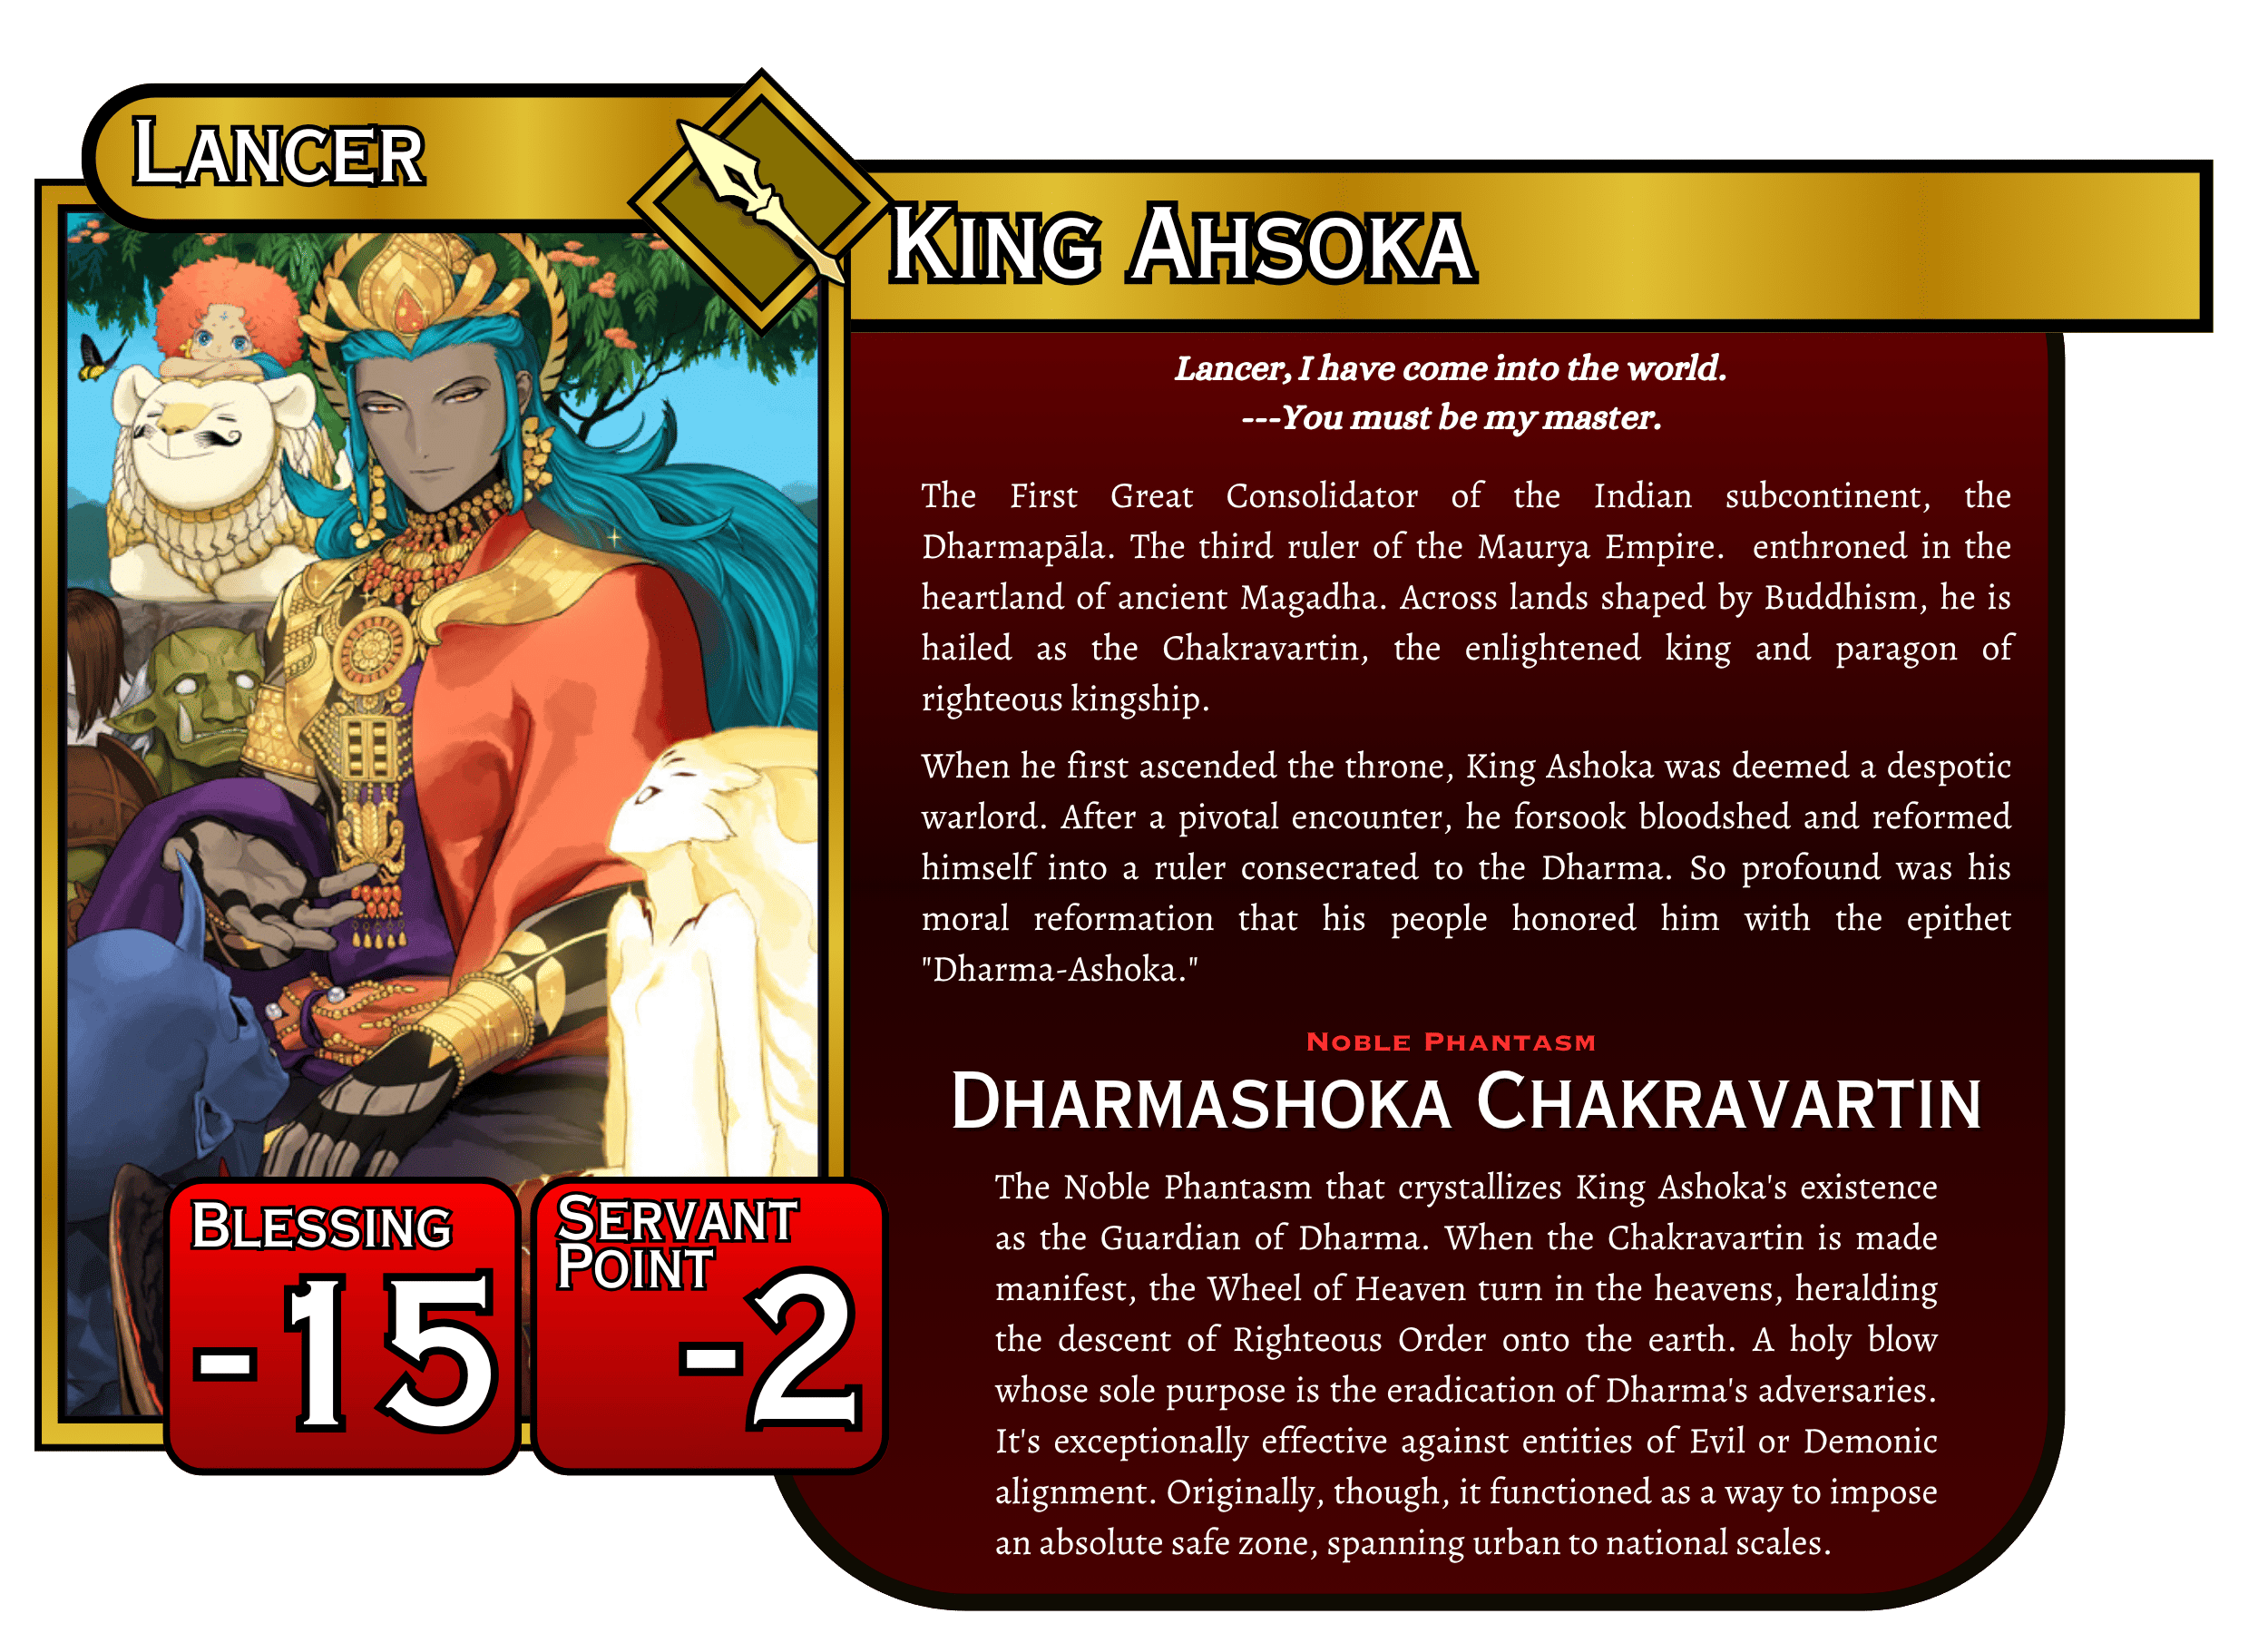 Lancer
King Ahsoka
Lancer, I have come into the world.
---You must be my master.
The First Great Consolidator of the Indian subcontinent, the
Dharmapāla. The third ruler of the Maurya Empire.  enthroned in the
heartland of ancient Magadha. Across lands shaped by Buddhism, he is
hailed as the Chakravartin, the enlightened king and paragon of
righteous kingship.
When he first ascended the throne, King Ashoka was deemed a despotic
warlord. After a pivotal encounter, he forsook bloodshed and reformed
himself into a ruler consecrated to the Dharma. So profound was his
moral reformation that his people honored him with the epithet
"Dharma-Ashoka."
Noble Phantasm
Dharmashoka Chakravartin
The Noble Phantasm that crystallizes King Ashoka's existence
as the Guardian of Dharma. When the Chakravartin is made
manifest, the Wheel of Heaven turn in the heavens, heralding
the descent of Righteous Order onto the earth. A holy blow
whose sole purpose is the eradication of Dharma's adversaries.
It's exceptionally effective against entities of Evil or Demonic
alignment. Originally, though, it functioned as a way to impose
an absolute safe zone, spanning urban to national scales.
Blessing
-15
Servant
Point
-2